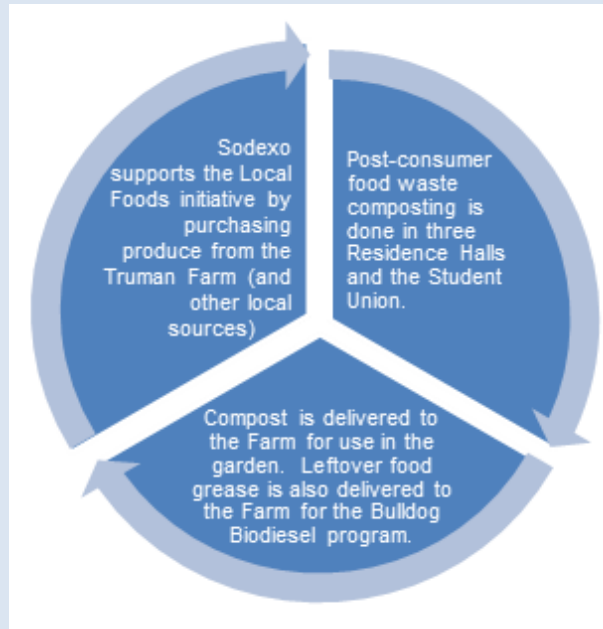 Sodexo
supports the Local
Foods initiative by
purchasing
produce from the
Truman Farm (and
other local
sources)
Post-consumer
food waste
composting is
done in three
Residence Halls
and the Student
Union.
Compost is delivered to
the Farm for use in the
garden. Leftover food
grease is also delivered to
the Farm for the Bulldog
Biodiesel program.